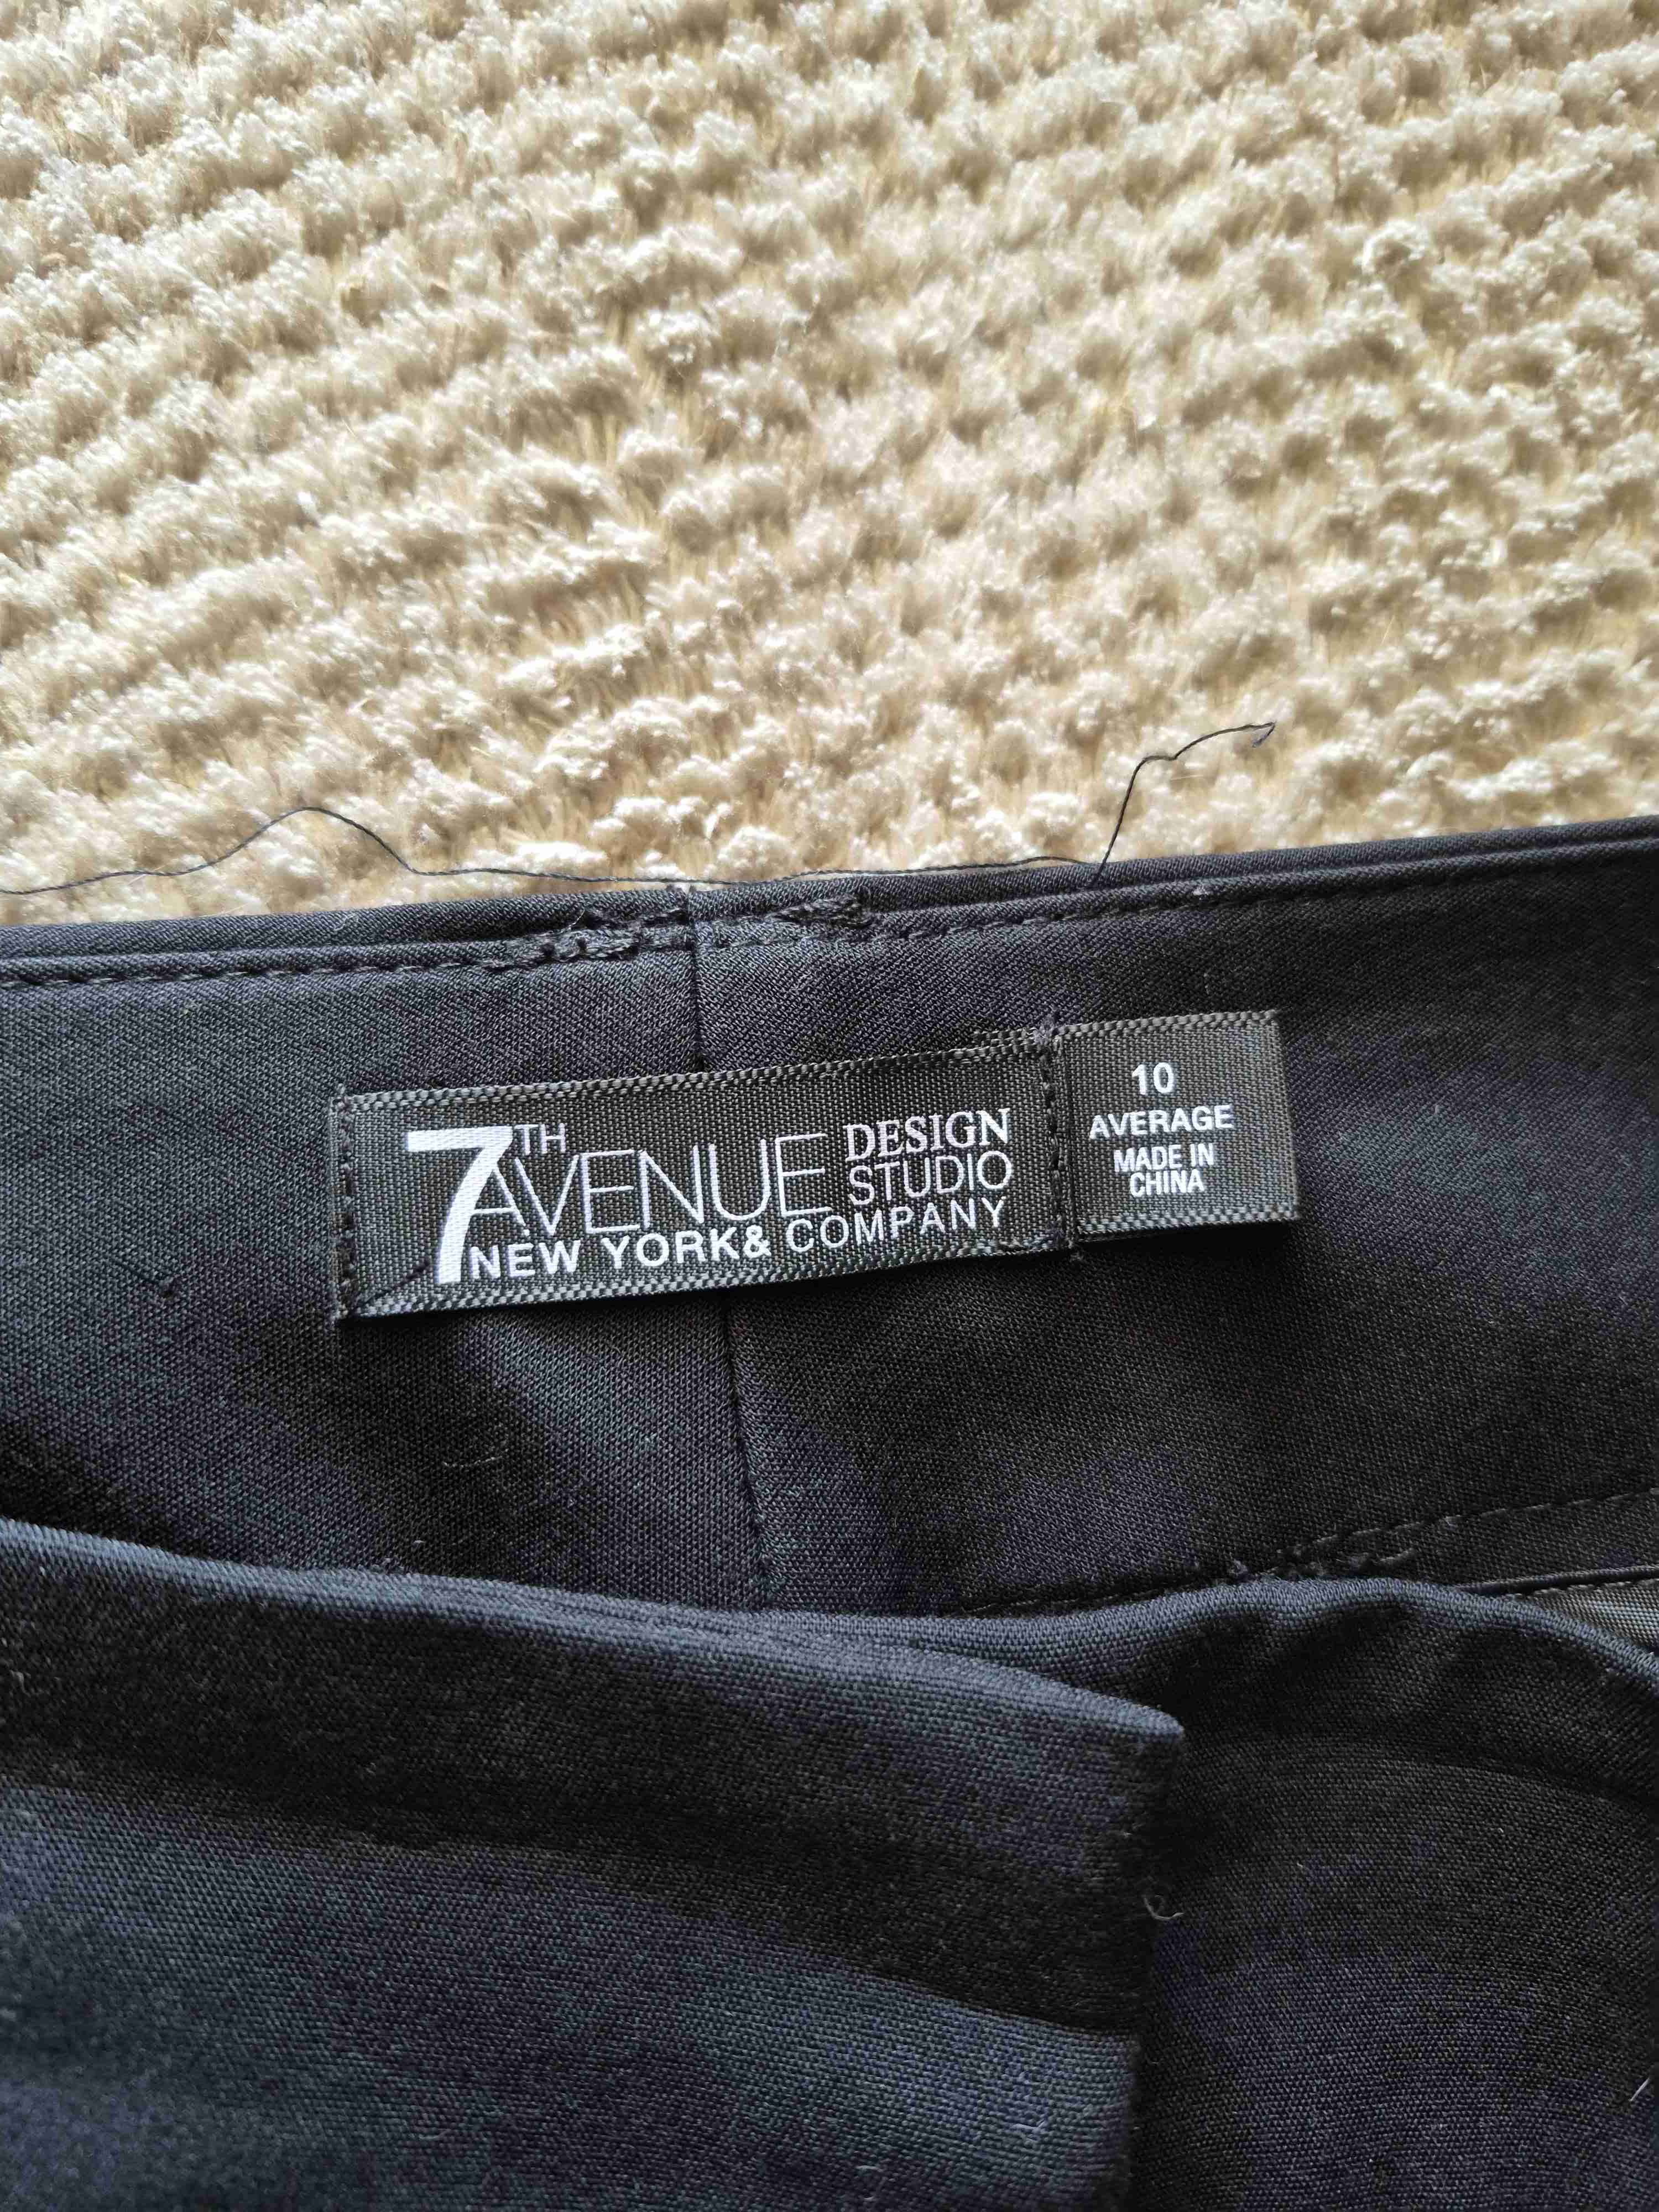 7TH AVENUE DESIGN STUDIO
NEW YORK & COMPANY
10
AVERAGE
MADE IN
CHINA